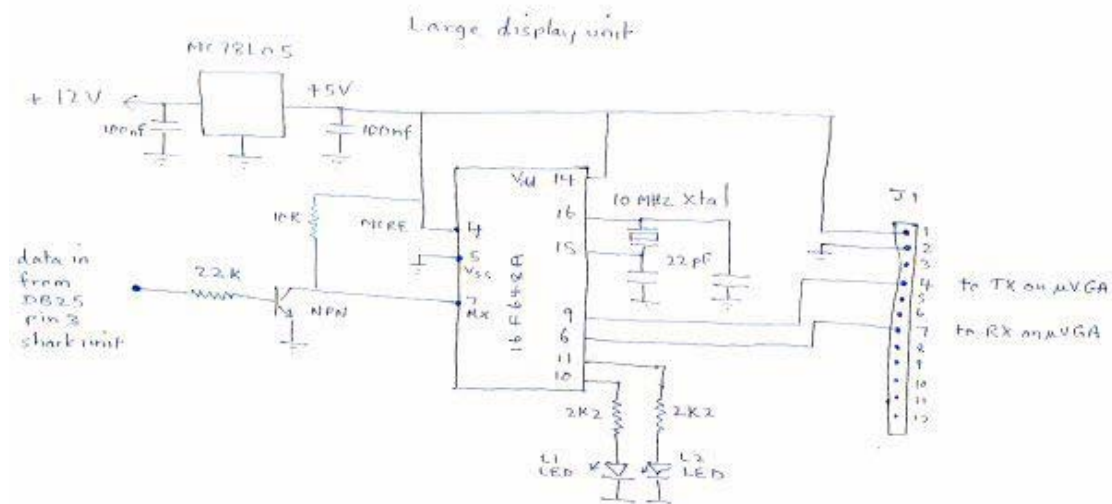 Large display unit
MC78L05
+12V
+5V
100nf
100nf
Vdd 14
10 MHz Xtal
J1
16
10K
MCRE
4
1
2
15
5
22pf
3
data in
from
DB25
pin 3
shark unit
22K
Vss
4
to TX on μVGA
7
RX
NPN
16F648A
9
5
6
6
7
to RX on μVGA
11
8
10
9
10
11
12
2K2
2K2
L1
LED
L2
LED